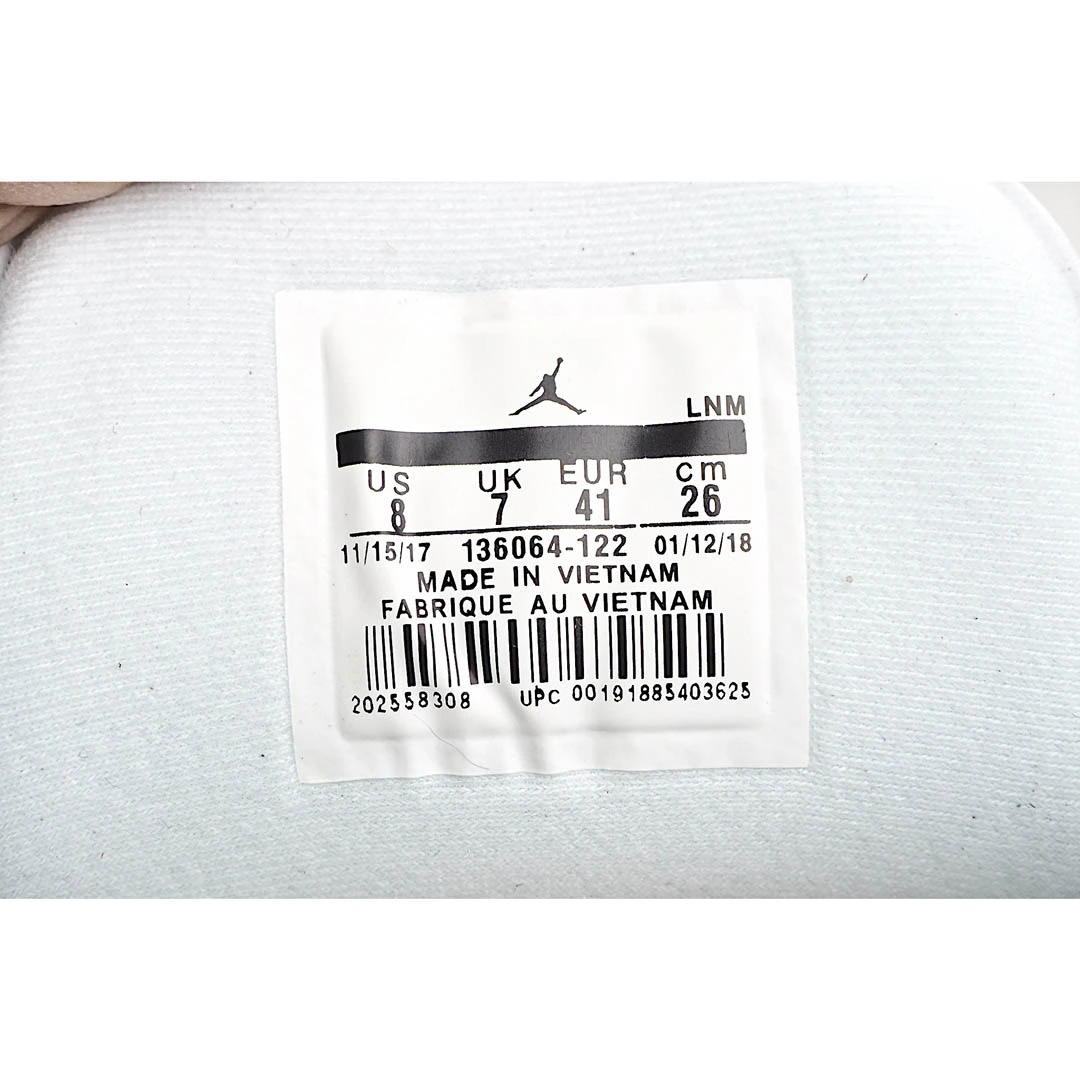 LNM
US UK EUR cm
8 7 41 26
11/15/17 136064-122 01/12/18
MADE IN VIETNAM
FABRIQUE AU VIETNAM
202558308 UPC 00191885403625